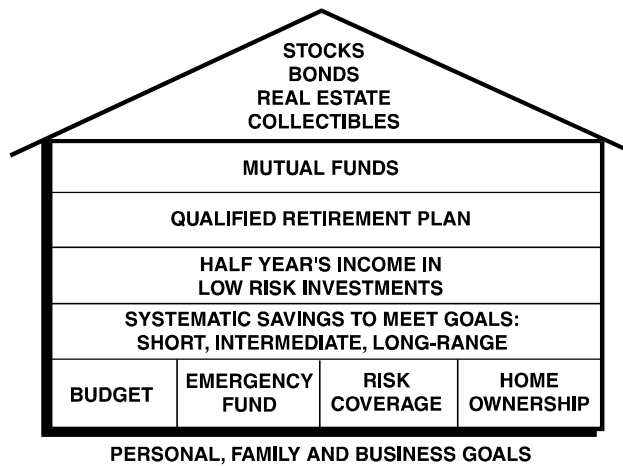 STOCKS
BONDS
REAL ESTATE
COLLECTIBLES
MUTUAL FUNDS
QUALIFIED RETIREMENT PLAN
HALF YEAR'S INCOME IN
LOW RISK INVESTMENTS
SYSTEMATIC SAVINGS TO MEET GOALS:
SHORT, INTERMEDIATE, LONG-RANGE
BUDGET
EMERGENCY
FUND
RISK
COVERAGE
HOME
OWNERSHIP
PERSONAL, FAMILY AND BUSINESS GOALS